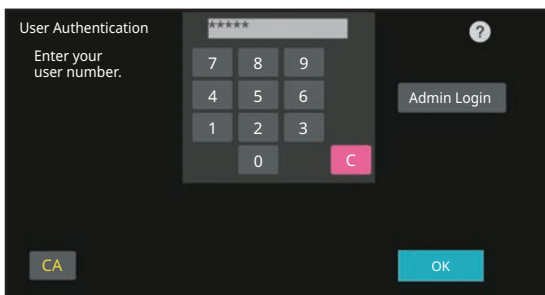 User Authentication
*****
?
Enter your
user number.
7 8 9
4 5 6
Admin Login
1 2 3
0 C
CA
OK